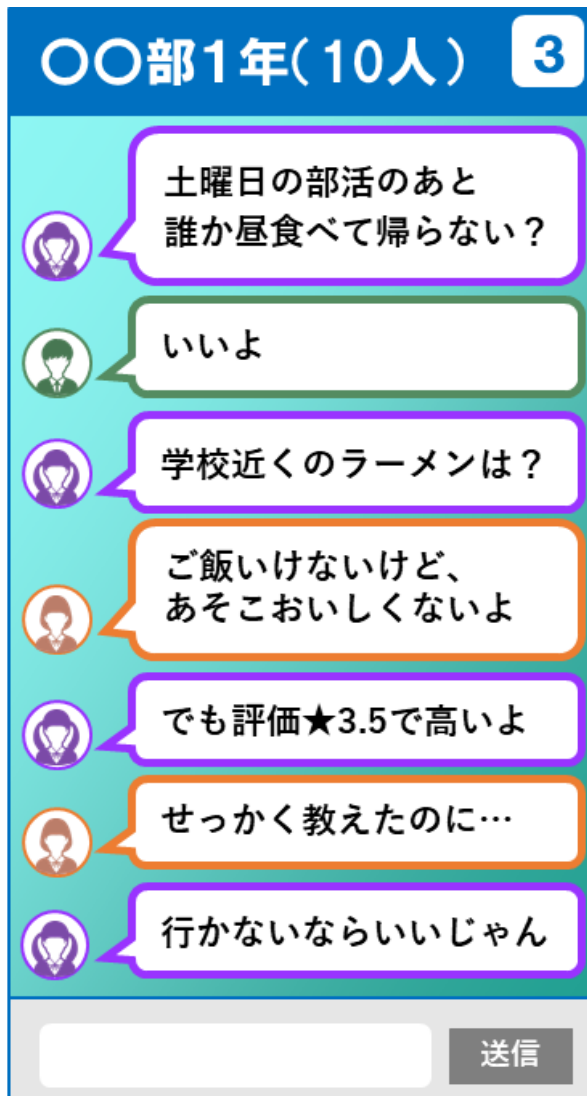 〇〇部1年(10人)
3
土曜日の部活のあと
誰か昼食べて帰らない？
いいよ
学校近くのラーメンは？
ご飯いけないけど、
あそこおいしくないよ
でも評価★3.5で高いよ
せっかく教えたのに…
行かないならいいじゃん
送信